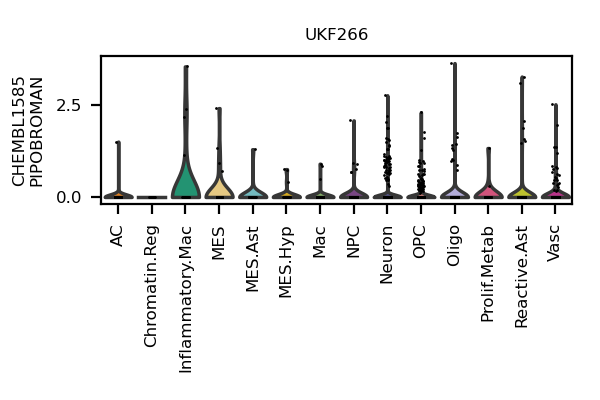 UKF266
CHEMBL1585
PIPOBROMAN
2.5
0.0
AC
Chromatin.Reg
Inflammatory.Mac
MES
MES.Ast
MES.Hyp
Mac
NPC
Neuron
OPC
Oligo
Prolif.Metab
Reactive.Ast
Vasc